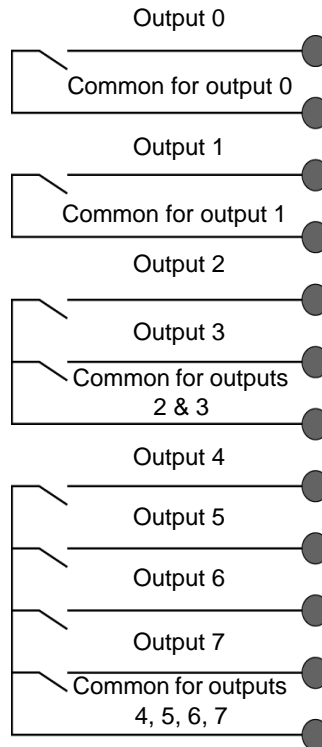 Output 0
Common for output 0
Output 1
Common for output 1
Output 2
Output 3
Common for outputs
2 & 3
Output 4
Output 5
Output 6
Output 7
Common for outputs
4, 5, 6, 7